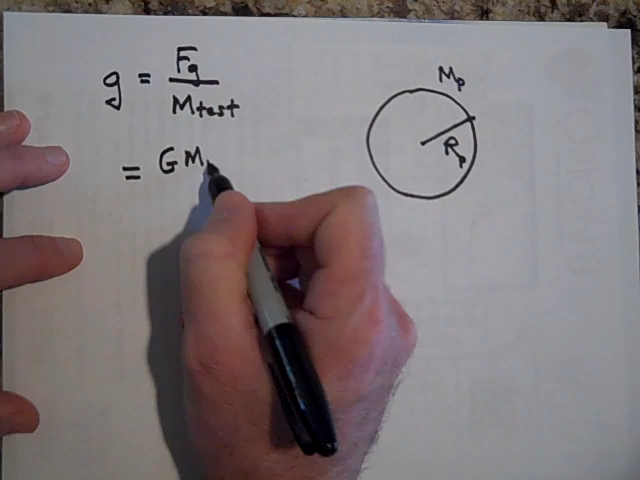 g = Fg / Mtest
= GM
Mp
Rp